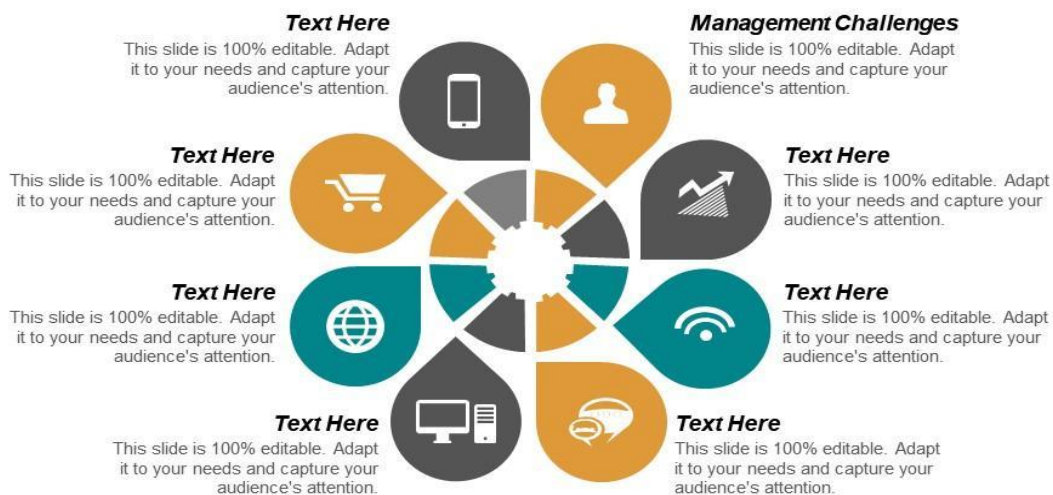 Text Here
This slide is 100% editable. Adapt
it to your needs and capture your
audience's attention.
Management Challenges
This slide is 100% editable. Adapt
it to your needs and capture your
audience's attention.
Text Here
This slide is 100% editable. Adapt
it to your needs and capture your
audience's attention.
Text Here
This slide is 100% editable. Adapt
it to your needs and capture your
audience's attention.
Text Here
This slide is 100% editable. Adapt
it to your needs and capture your
audience's attention.
Text Here
This slide is 100% editable. Adapt
it to your needs and capture your
audience's attention.
Text Here
This slide is 100% editable. Adapt
it to your needs and capture your
audience's attention.
Text Here
This slide is 100% editable. Adapt
it to your needs and capture your
audience's attention.